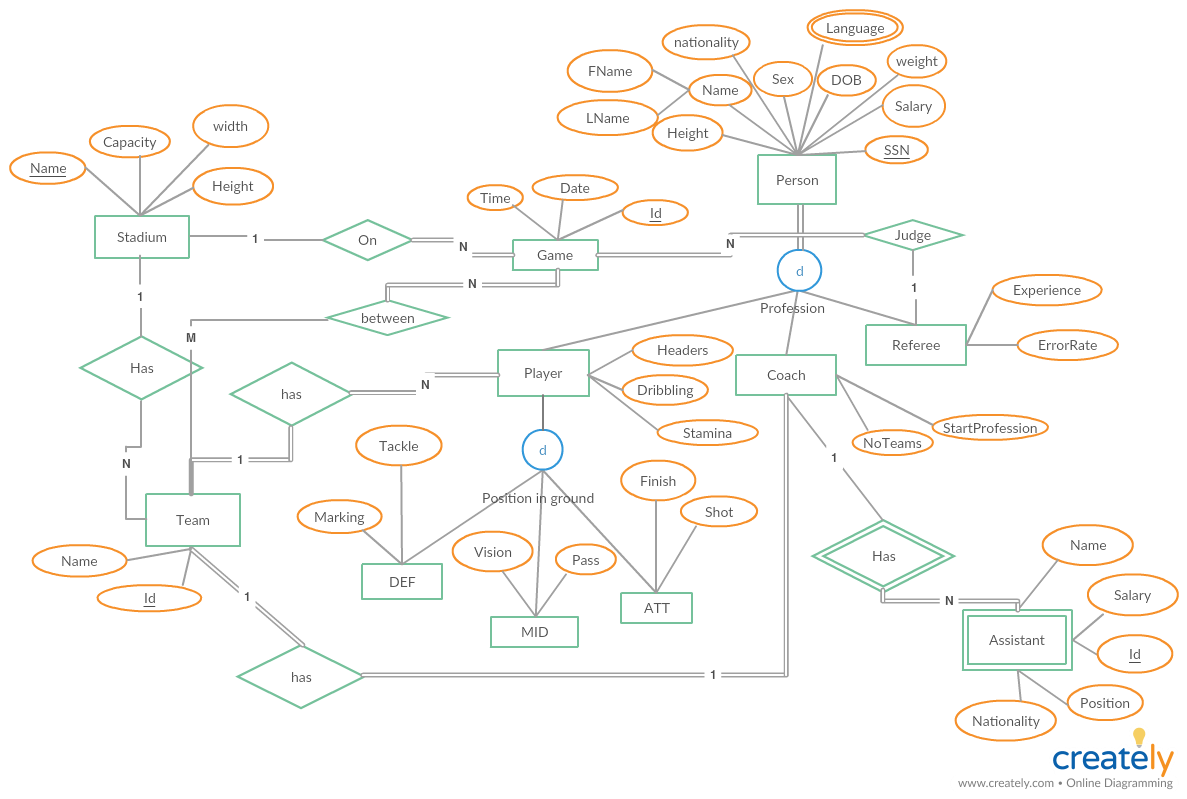 Language
nationality
weight
FName
Name
Sex
DOB
LName
Salary
Height
SSN
width
Capacity
Name
Height
Person
Time
Date
Id
Stadium
1
On
N
Game
N
Judge
d
N
1
1
between
Profession
Experience
M
Has
Referee
ErrorRate
has
N
Player
Headers
Coach
Dribbling
Stamina
StartProfession
NoTeams
Tackle
d
1
N
1
Finish
Position in ground
Marking
Shot
Team
Vision
Pass
Has
Name
Name
Id
DEF
1
ATT
MID
N
Salary
Assistant
Id
has
1
Position
Nationality
creately
www.creately.com • Online Diagramming